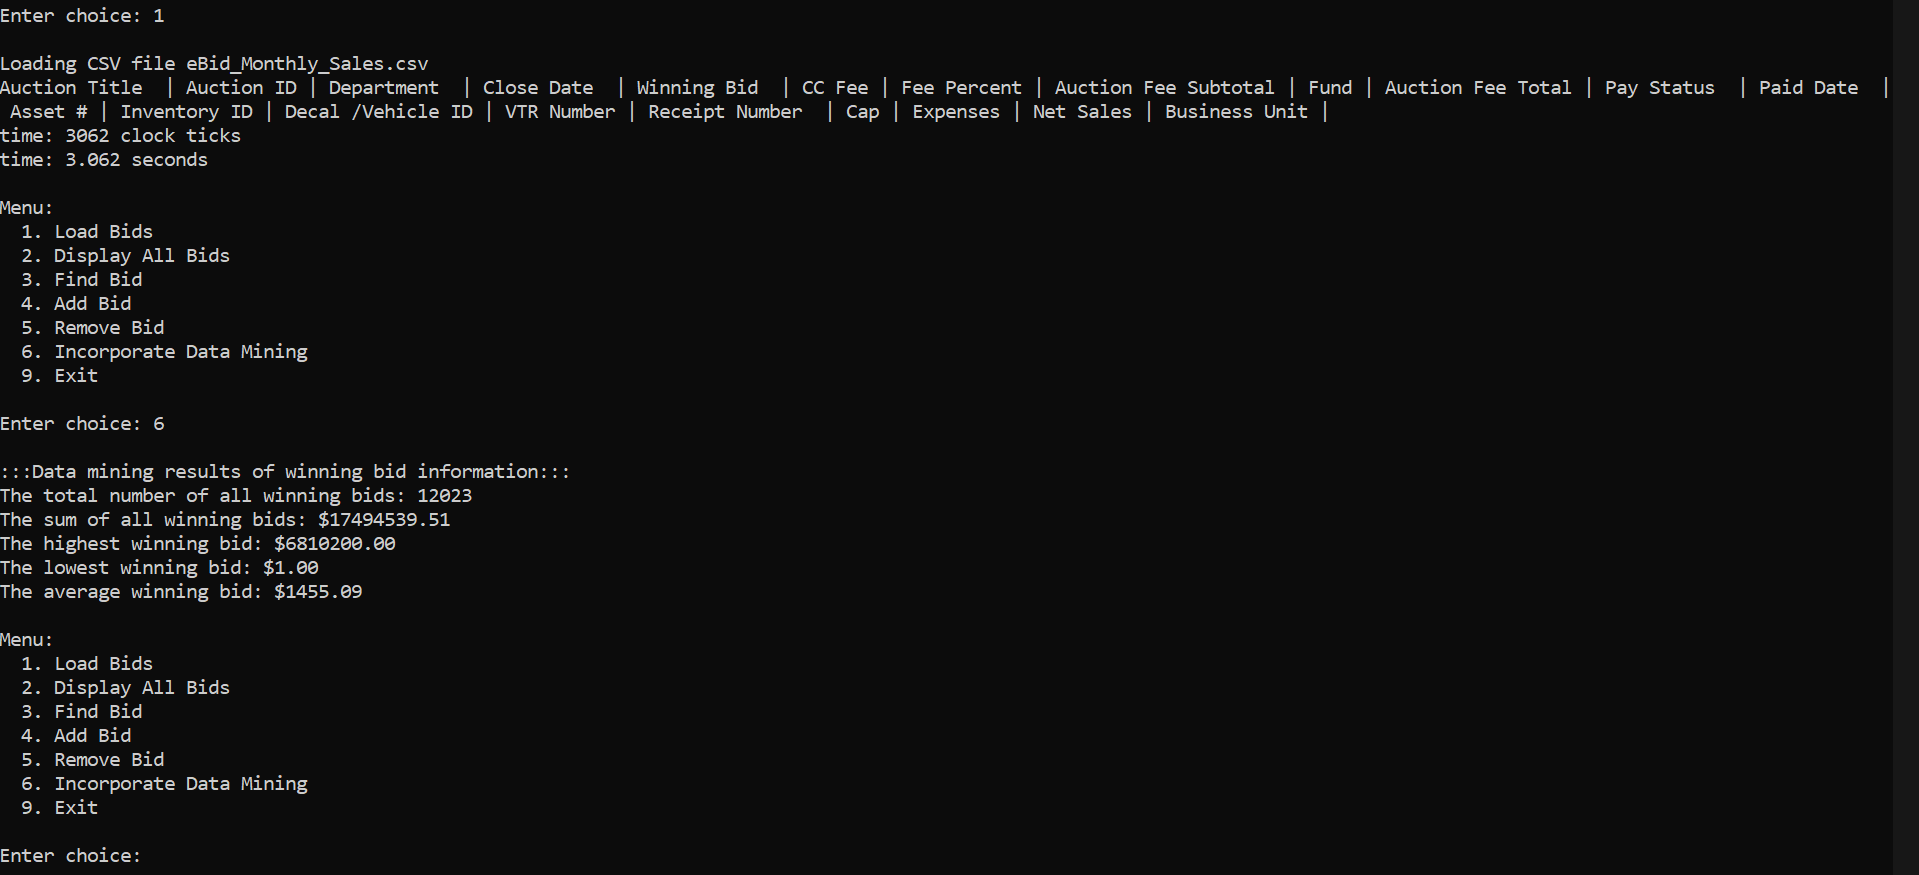 Enter choice: 1
Loading CSV file eBid_Monthly_Sales.csv
Auction Title  | Auction ID | Department  | Close Date  | Winning Bid  | CC Fee | Fee Percent | Auction Fee Subtotal | Fund | Auction Fee Total | Pay Status  | Paid Date  |
 Asset # | Inventory ID | Decal /Vehicle ID | VTR Number | Receipt Number  | Cap | Expenses | Net Sales | Business Unit |
time: 3062 clock ticks
time: 3.062 seconds
Menu:
  1. Load Bids
  2. Display All Bids
  3. Find Bid
  4. Add Bid
  5. Remove Bid
  6. Incorporate Data Mining
  9. Exit
Enter choice: 6
:::Data mining results of winning bid information:::
The total number of all winning bids: 12023
The sum of all winning bids: $17494539.51
The highest winning bid: $6810200.00
The lowest winning bid: $1.00
The average winning bid: $1455.09
Menu:
  1. Load Bids
  2. Display All Bids
  3. Find Bid
  4. Add Bid
  5. Remove Bid
  6. Incorporate Data Mining
  9. Exit
Enter choice: